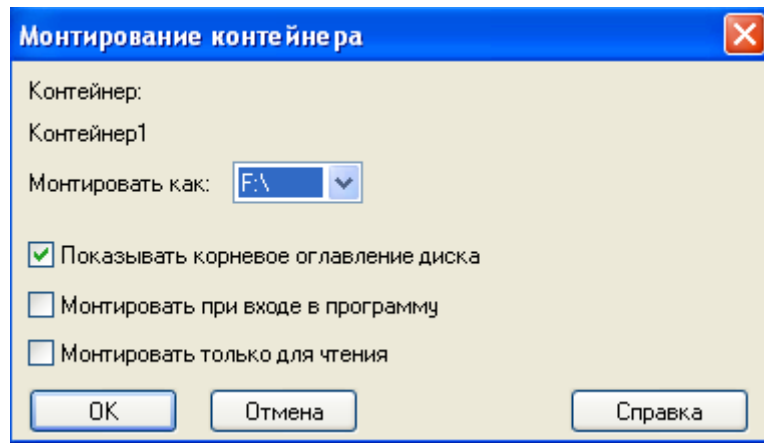 Монтирование контейнера
Контейнер:
Контейнер1
Монтировать как: F:\
Показывать корневое оглавление диска
Монтировать при входе в программу
Монтировать только для чтения
ОК Отмена Справка